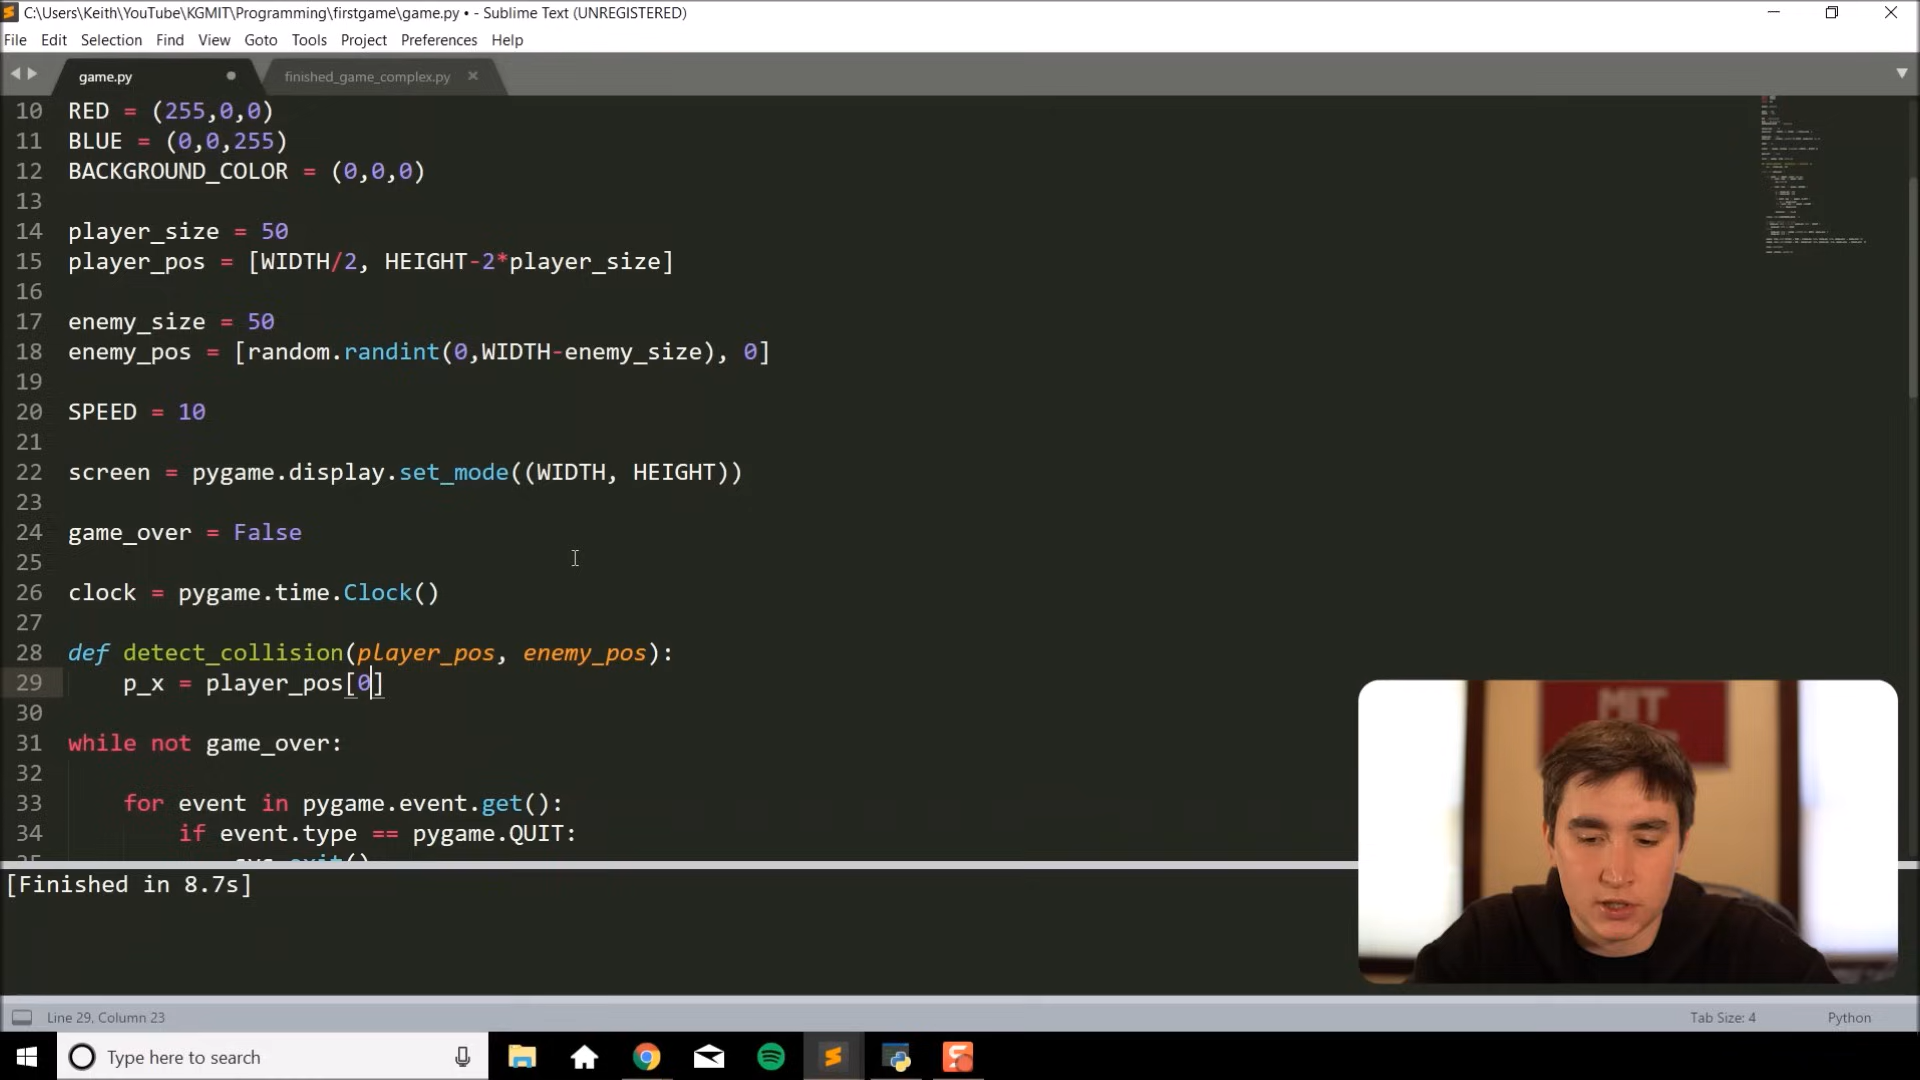 C:\Users\Keith\YouTube\KGMIT\Programming\firstgame\game.py • - Sublime Text (UNREGISTERED)
File Edit Selection Find View Goto Tools Project Preferences Help
game.py finished_game_complex.py
10 RED = (255,0,0)
11 BLUE = (0,0,255)
12 BACKGROUND_COLOR = (0,0,0)
13
14 player_size = 50
15 player_pos = [WIDTH/2, HEIGHT-2*player_size]
16
17 enemy_size = 50
18 enemy_pos = [random.randint(0,WIDTH-enemy_size), 0]
19
20 SPEED = 10
21
22 screen = pygame.display.set_mode((WIDTH, HEIGHT))
23
24 game_over = False
25
26 clock = pygame.time.Clock()
27
28 def detect_collision(player_pos, enemy_pos):
29 p_x = player_pos[0]
30
31 while not game_over:
32
33 for event in pygame.event.get():
34 if event.type == pygame.QUIT:
35 sys.exit()
[Finished in 8.7s]
MIT
Line 29, Column 23 Tab Size: 4 Python
Type here to search